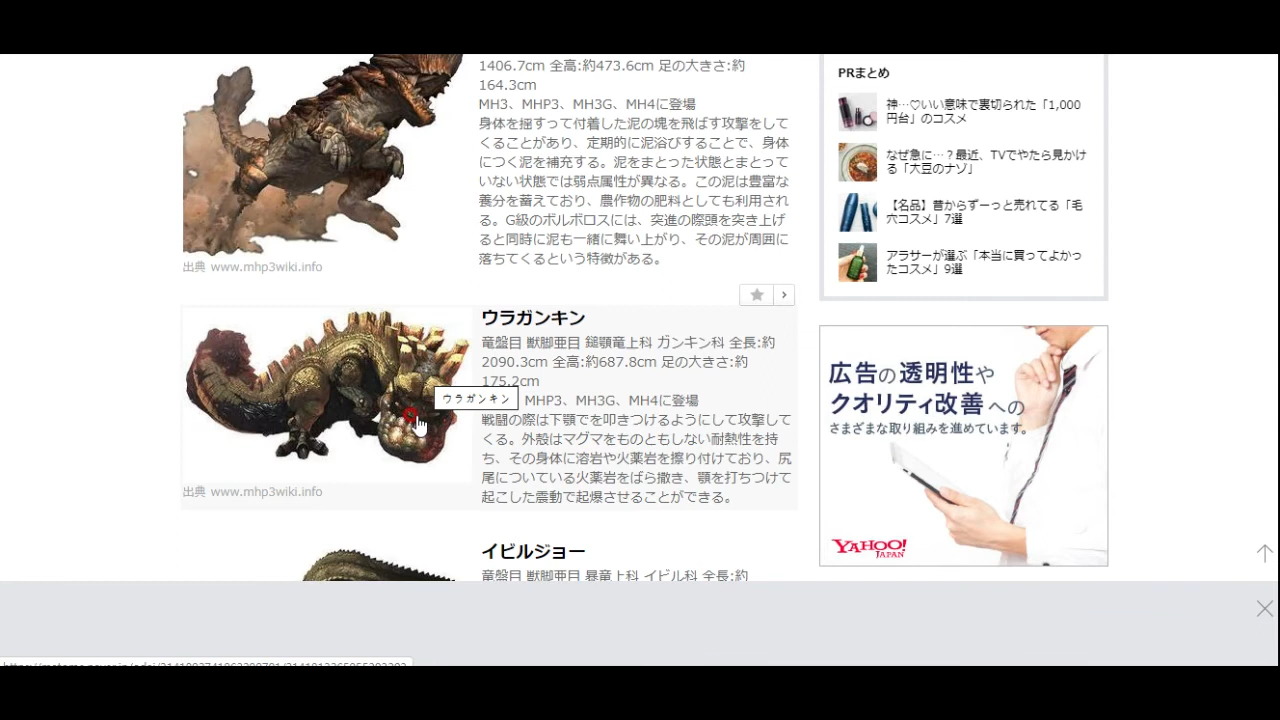 1406.7cm 全高:約473.6cm 足の大きさ:約
164.3cm
MH3、MHP3、MH3G、MH4に登場
身体を揺すって付着した泥の塊を飛ばす攻撃をして
くることがあり、定期的に泥浴びすることで、身体
につく泥を補充する。泥をまとった状態とまとって
いない状態では弱点属性が異なる。この泥は豊富な
養分を蓄えており、農作物の肥料としても利用され
る。G級のボルボロスには、突進の際頭を突き上げ
ると同時に泥も一緒に舞い上がり、その泥が周囲に
落ちてくるという特徴がある。
出典 www.mhp3wiki.info
ウラガンキン
竜盤目 獣脚亜目 鎚顎竜上科 ガンキン科 全長:約
2090.3cm 全高:約687.8cm 足の大きさ:約
175.2cm
ウラガンキン
MHP3、MH3G、MH4に登場
戦闘の際は下顎でを叩きつけるようにして攻撃して
くる。外殻はマグマをものともしない耐熱性を持
ち、その身体に溶岩や火薬岩を擦り付けており、尻
尾についている火薬岩をばら撒き、顎を打ちつけて
起こした震動で起爆させることができる。
出典 www.mhp3wiki.info
イビルジョー
竜盤目 獣脚亜目 暴竜上科 イビル科 全長:約
PRまとめ
神…♡いい意味で裏切られた「1,000
円台」のコスメ
なぜ急に…？最近、TVでやたら見かけ
る「大豆のナゾ」
【名品】昔からずーっと売れてる「毛
穴コスメ」7選
アラサーが選ぶ「本当に買ってよかっ
たコスメ」9選
広告の透明性や
クオリティ改善への
さまざまな取り組みを進めています。
YAHOO!
JAPAN